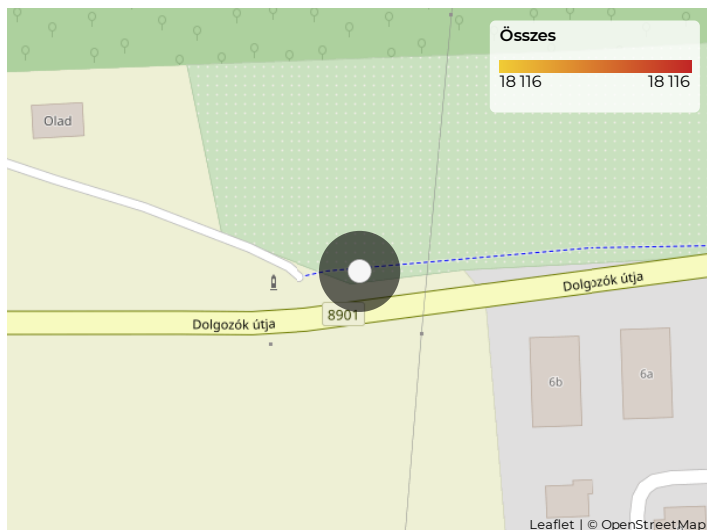 Összes
18 116 18 116
Olad
Dolgozók útja
8901
Dolgozók útja
6b
6a
Leaflet | © OpenStreetMap